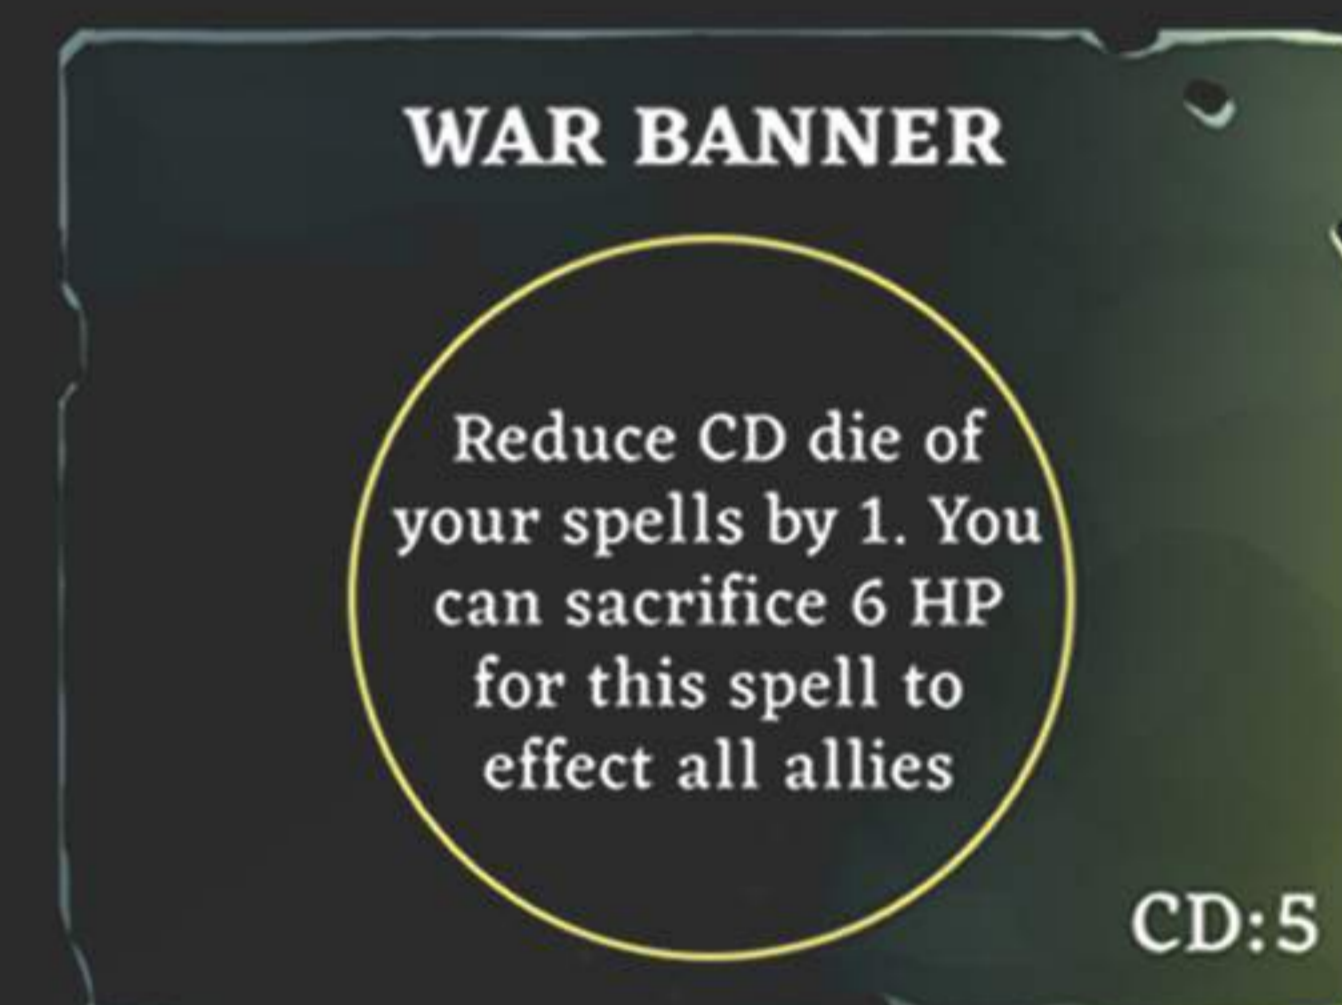 WAR BANNER
Reduce CD die of
your spells by 1. You
can sacrifice 6 HP
for this spell to
effect all allies
CD:5